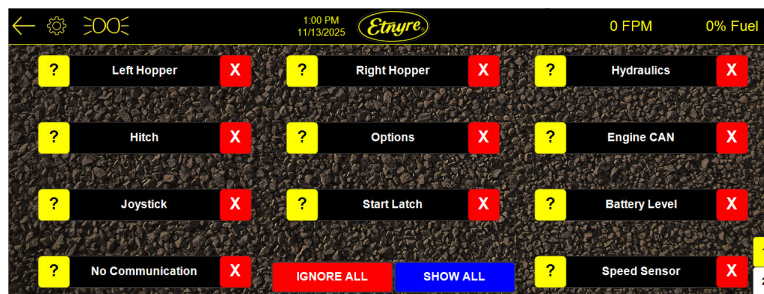 1:00 PM
11/13/2025
Etnyre
0 FPM
0% Fuel
? Left Hopper X
? Right Hopper X
? Hydraulics X
? Hitch X
? Options X
? Engine CAN X
? Joystick X
? Start Latch X
? Battery Level X
? No Communication X
IGNORE ALL
SHOW ALL
? Speed Sensor X